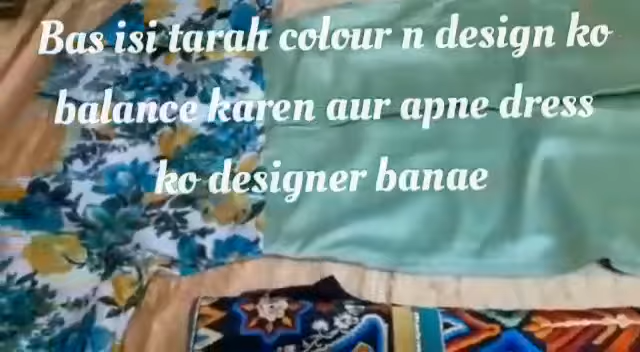 Bas isi tarah colour n design ko
balance karen aur apne dress
ko designer banae